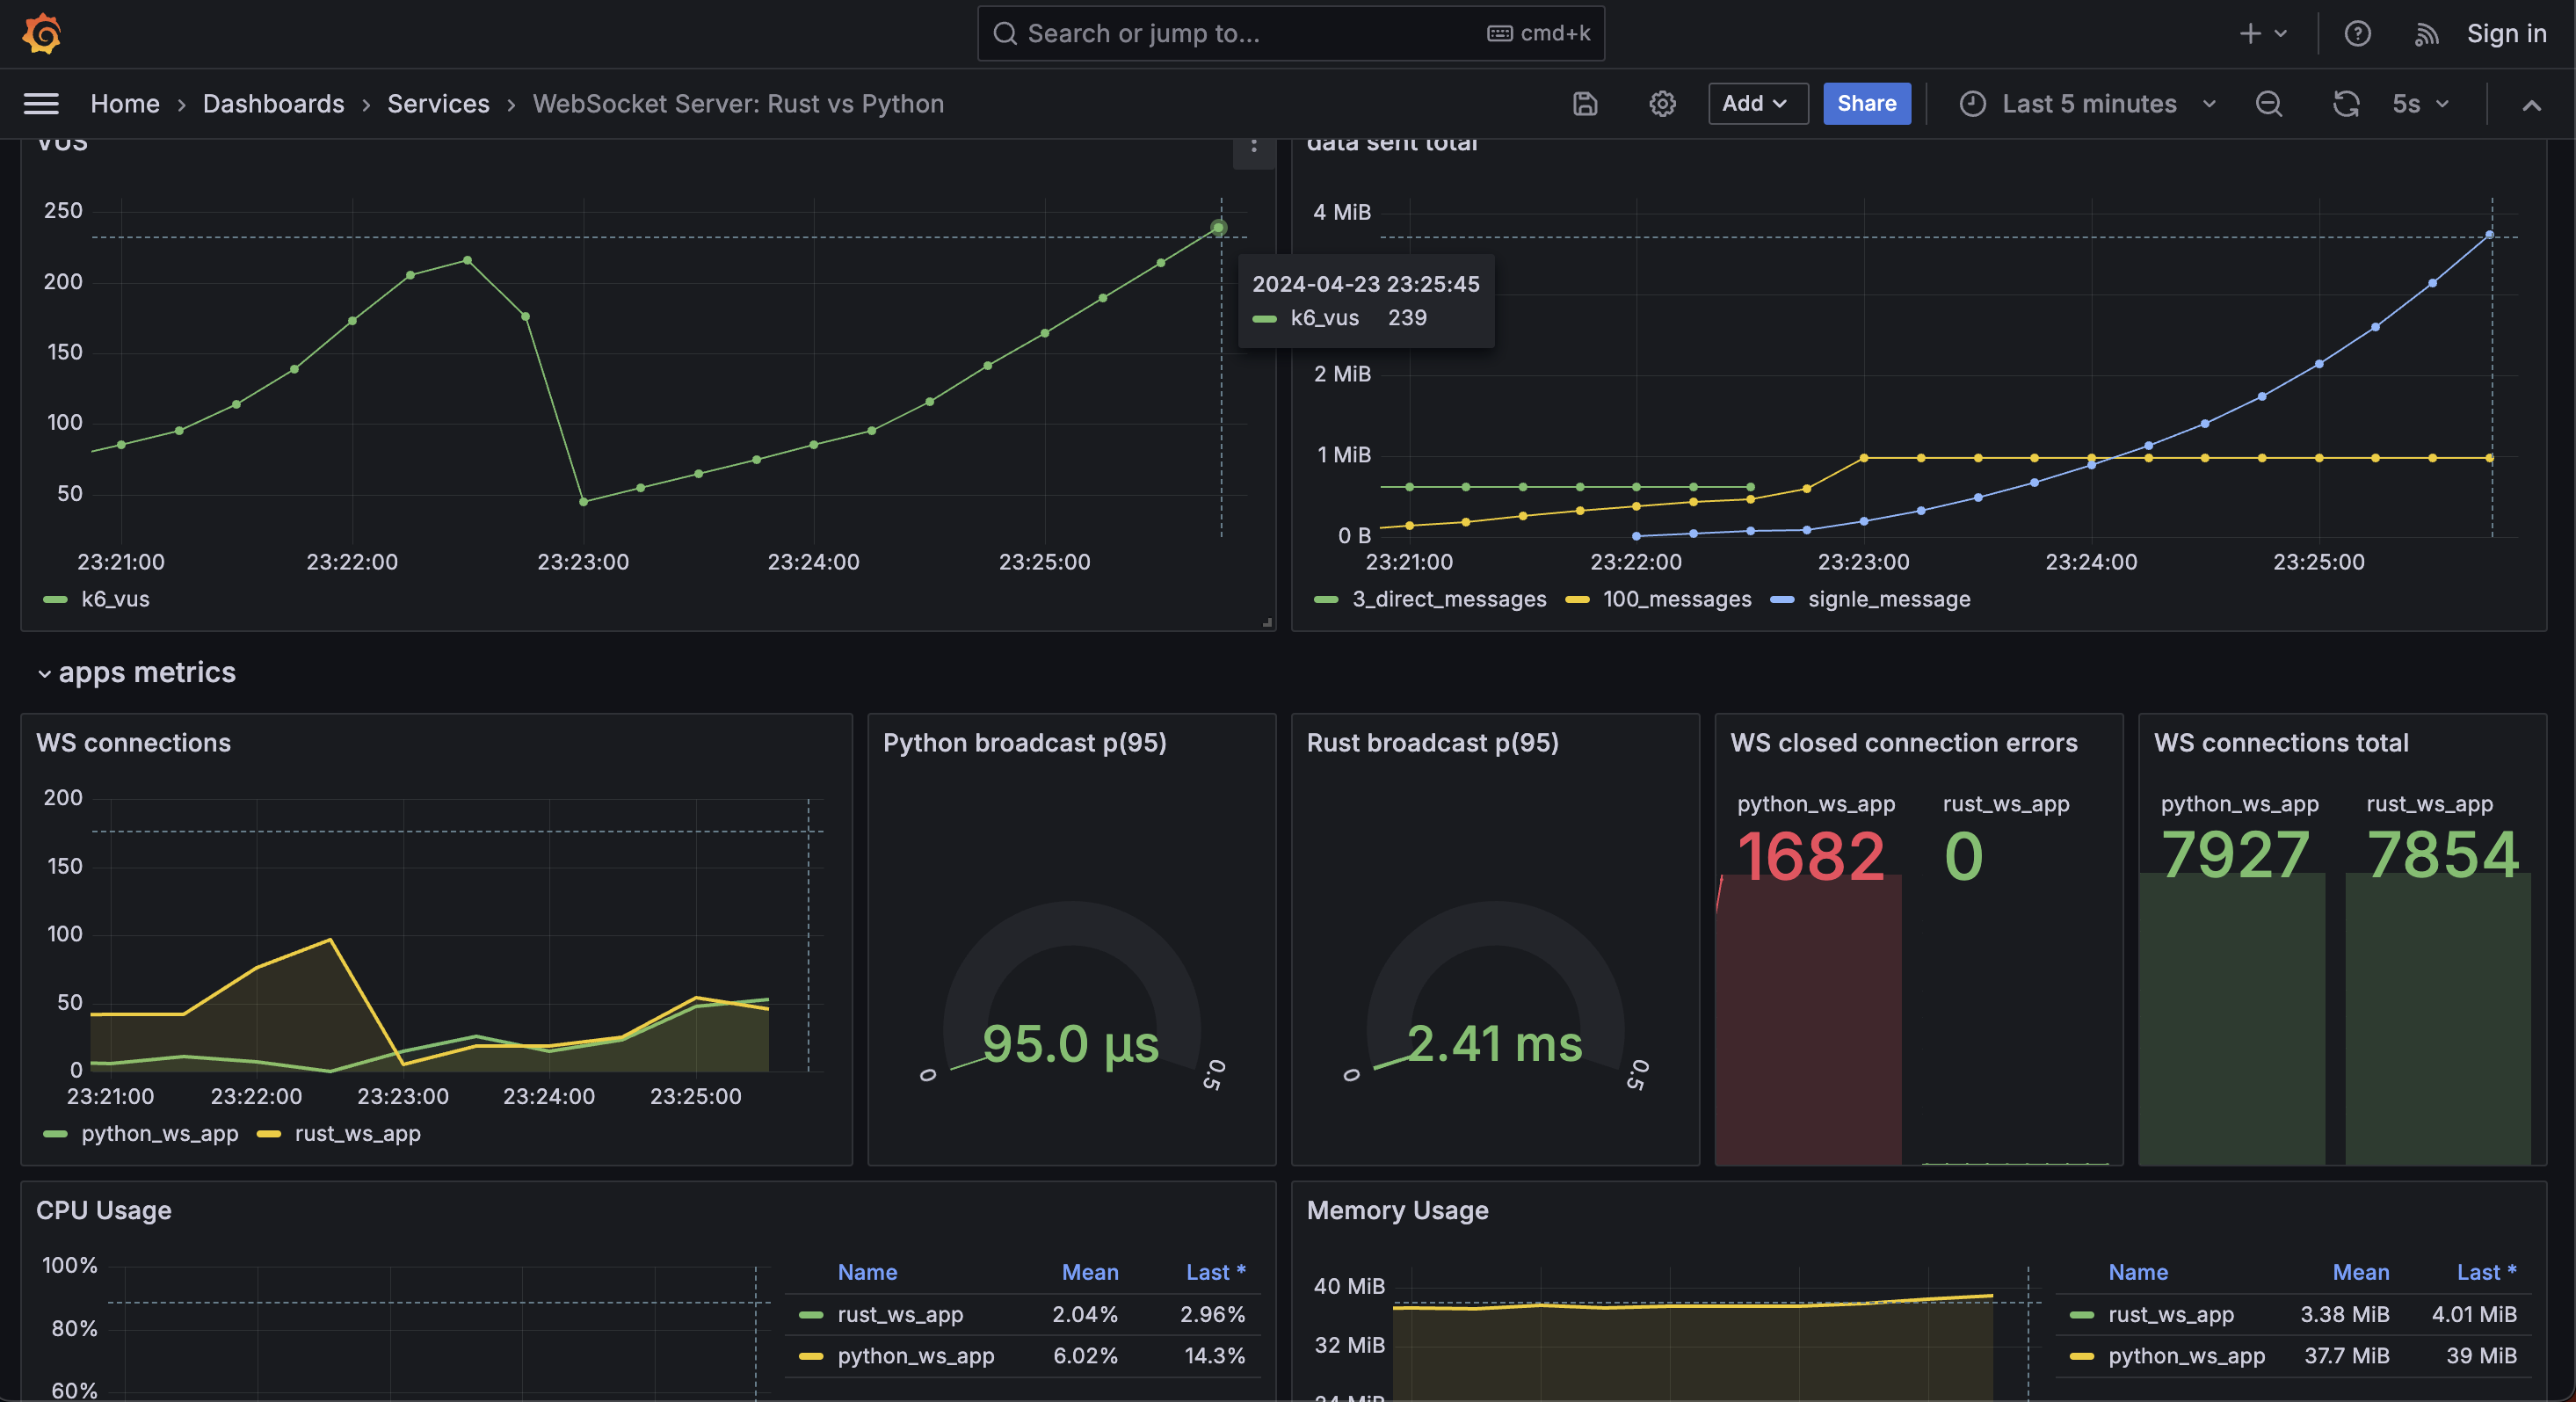 Search or jump to...
cmd+k
Sign in
Home › Dashboards › Services › WebSocket Server: Rust vs Python
Add
Share
Last 5 minutes
5s
VUS
250
200
150
100
50
23:21:00 23:22:00 23:23:00 23:24:00 23:25:00
k6_vus
2024-04-23 23:25:45
k6_vus 239
data sent total
4 MiB
2 MiB
1 MiB
0 B
23:21:00 23:22:00 23:23:00 23:24:00 23:25:00
3_direct_messages 100_messages signle_message
apps metrics
WS connections
200
150
100
50
0
23:21:00 23:22:00 23:23:00 23:24:00 23:25:00
python_ws_app rust_ws_app
Python broadcast p(95)
95.0 µs
0 0.5
Rust broadcast p(95)
2.41 ms
0 0.5
WS closed connection errors
python_ws_app rust_ws_app
1682 0
WS connections total
python_ws_app rust_ws_app
7927 7854
CPU Usage
100%
80%
60%
Name Mean Last *
rust_ws_app 2.04% 2.96%
python_ws_app 6.02% 14.3%
Memory Usage
40 MiB
32 MiB
24 MiB
Name Mean Last *
rust_ws_app 3.38 MiB 4.01 MiB
python_ws_app 37.7 MiB 39 MiB